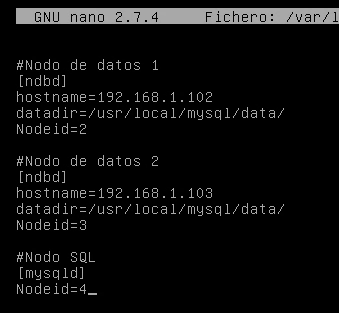 GNU nano 2.7.4 Fichero: /var/l
#Nodo de datos 1
[ndbd]
hostname=192.168.1.102
datadir=/usr/local/mysql/data/
Nodeid=2
#Nodo de datos 2
[ndbd]
hostname=192.168.1.103
datadir=/usr/local/mysql/data/
Nodeid=3
#Nodo SQL
[mysqld]
Nodeid=4_